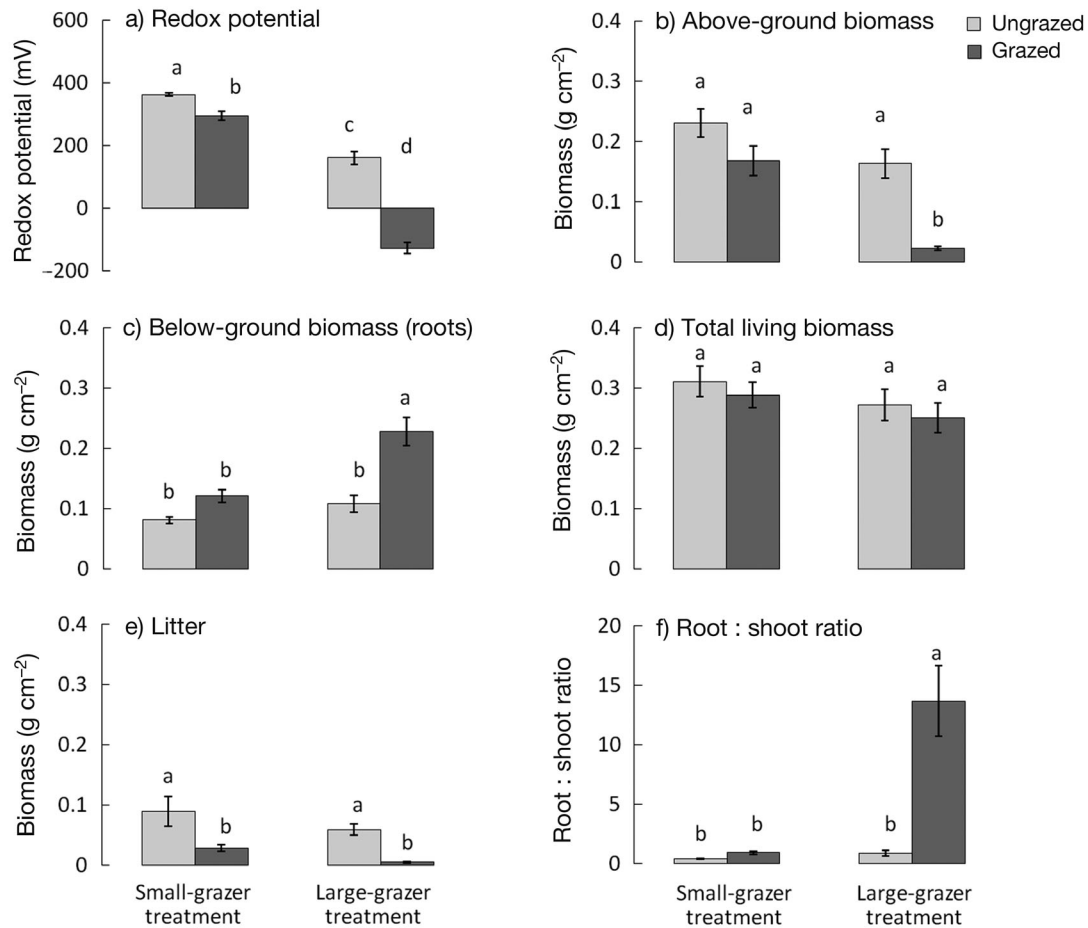 a) Redox potential
600
400
200
0
–200
Redox potential (mV)
a
b
c
d
b) Above-ground biomass
Ungrazed
Grazed
0.4
0.3
0.2
0.1
0
Biomass (g cm–2)
a
a
a
b
c) Below-ground biomass (roots)
0.4
0.3
0.2
0.1
0
Biomass (g cm–2)
b
b
b
a
d) Total living biomass
0.4
0.3
0.2
0.1
0
Biomass (g cm–2)
a
a
a
a
e) Litter
0.4
0.3
0.2
0.1
0
Biomass (g cm–2)
a
b
a
b
Small-grazer
treatment
Large-grazer
treatment
f) Root : shoot ratio
20
15
10
5
0
Root : shoot ratio
b
b
b
a
Small-grazer
treatment
Large-grazer
treatment